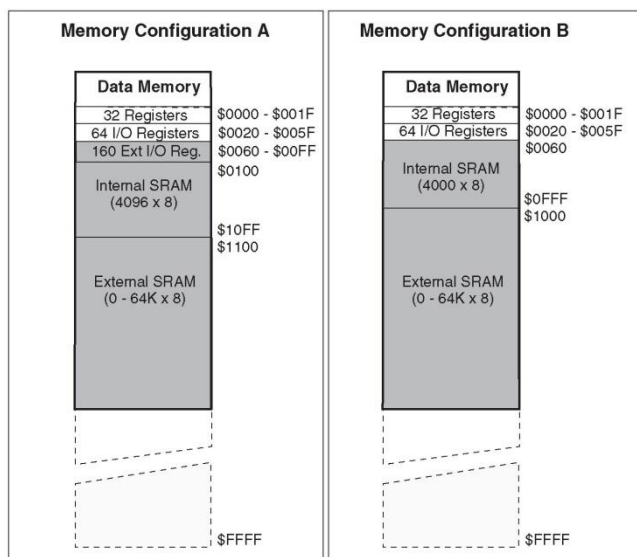 Memory Configuration A
Data Memory
32 Registers
$0000 - $001F
64 I/O Registers
$0020 - $005F
160 Ext I/O Reg.
$0060 - $00FF
$0100
Internal SRAM
(4096 x 8)
$10FF
$1100
External SRAM
(0 - 64K x 8)
$FFFF
Memory Configuration B
Data Memory
32 Registers
$0000 - $001F
64 I/O Registers
$0020 - $005F
$0060
Internal SRAM
(4000 x 8)
$0FFF
$1000
External SRAM
(0 - 64K x 8)
$FFFF